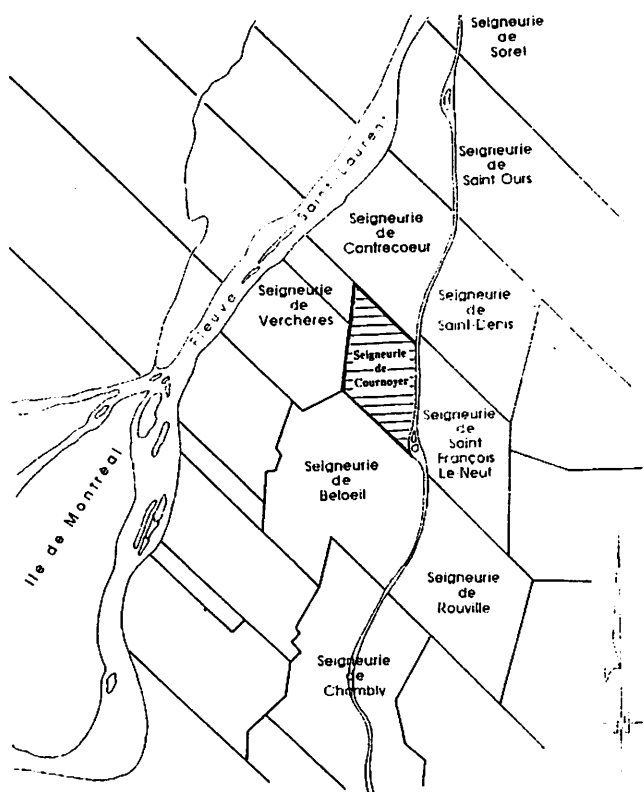 Seigneurie
de
Sorel
Seigneurie
de
Saint Ours
Fleuve Saint-Laurent
Seigneurie
de
Contrecoeur
Seigneurie
de
Verchères
Seigneurie
de
Saint-Denis
Seigneurie
de
Cournoyer
Seigneurie
de
Saint
François
Le-Neuf
Seigneurie
de
Beloeil
Ile de Montréal
Seigneurie
de
Rouville
Seigneurie
de
Chambly